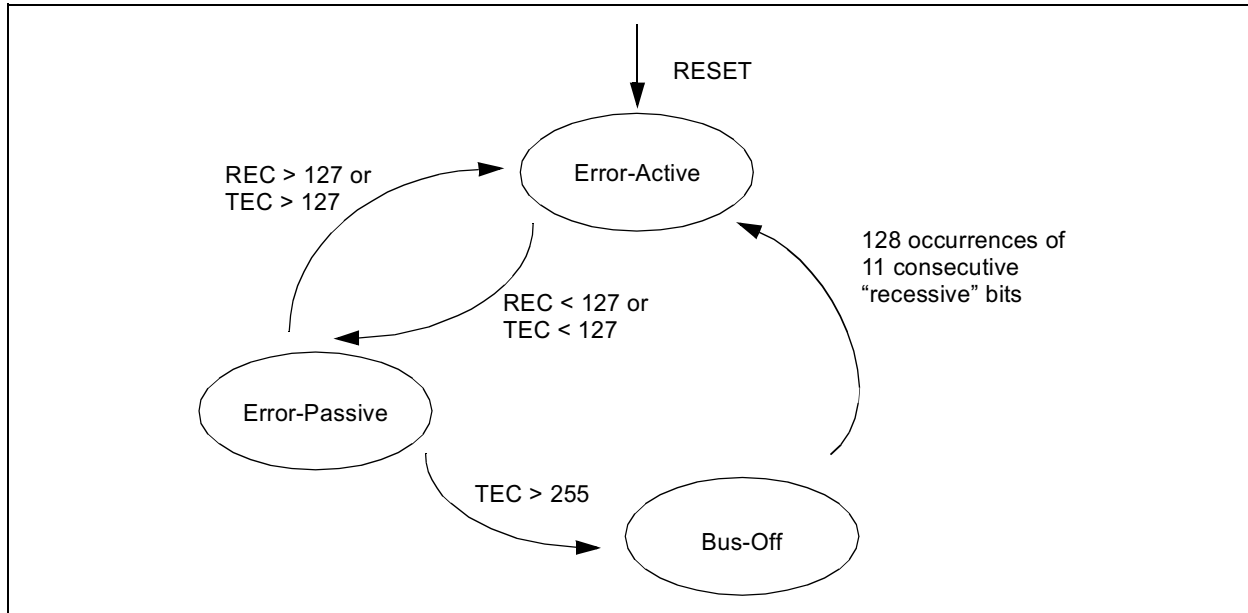 RESET
Error-Active
REC > 127 or
TEC > 127
128 occurrences of
11 consecutive
“recessive” bits
REC < 127 or
TEC < 127
Error-Passive
TEC > 255
Bus-Off